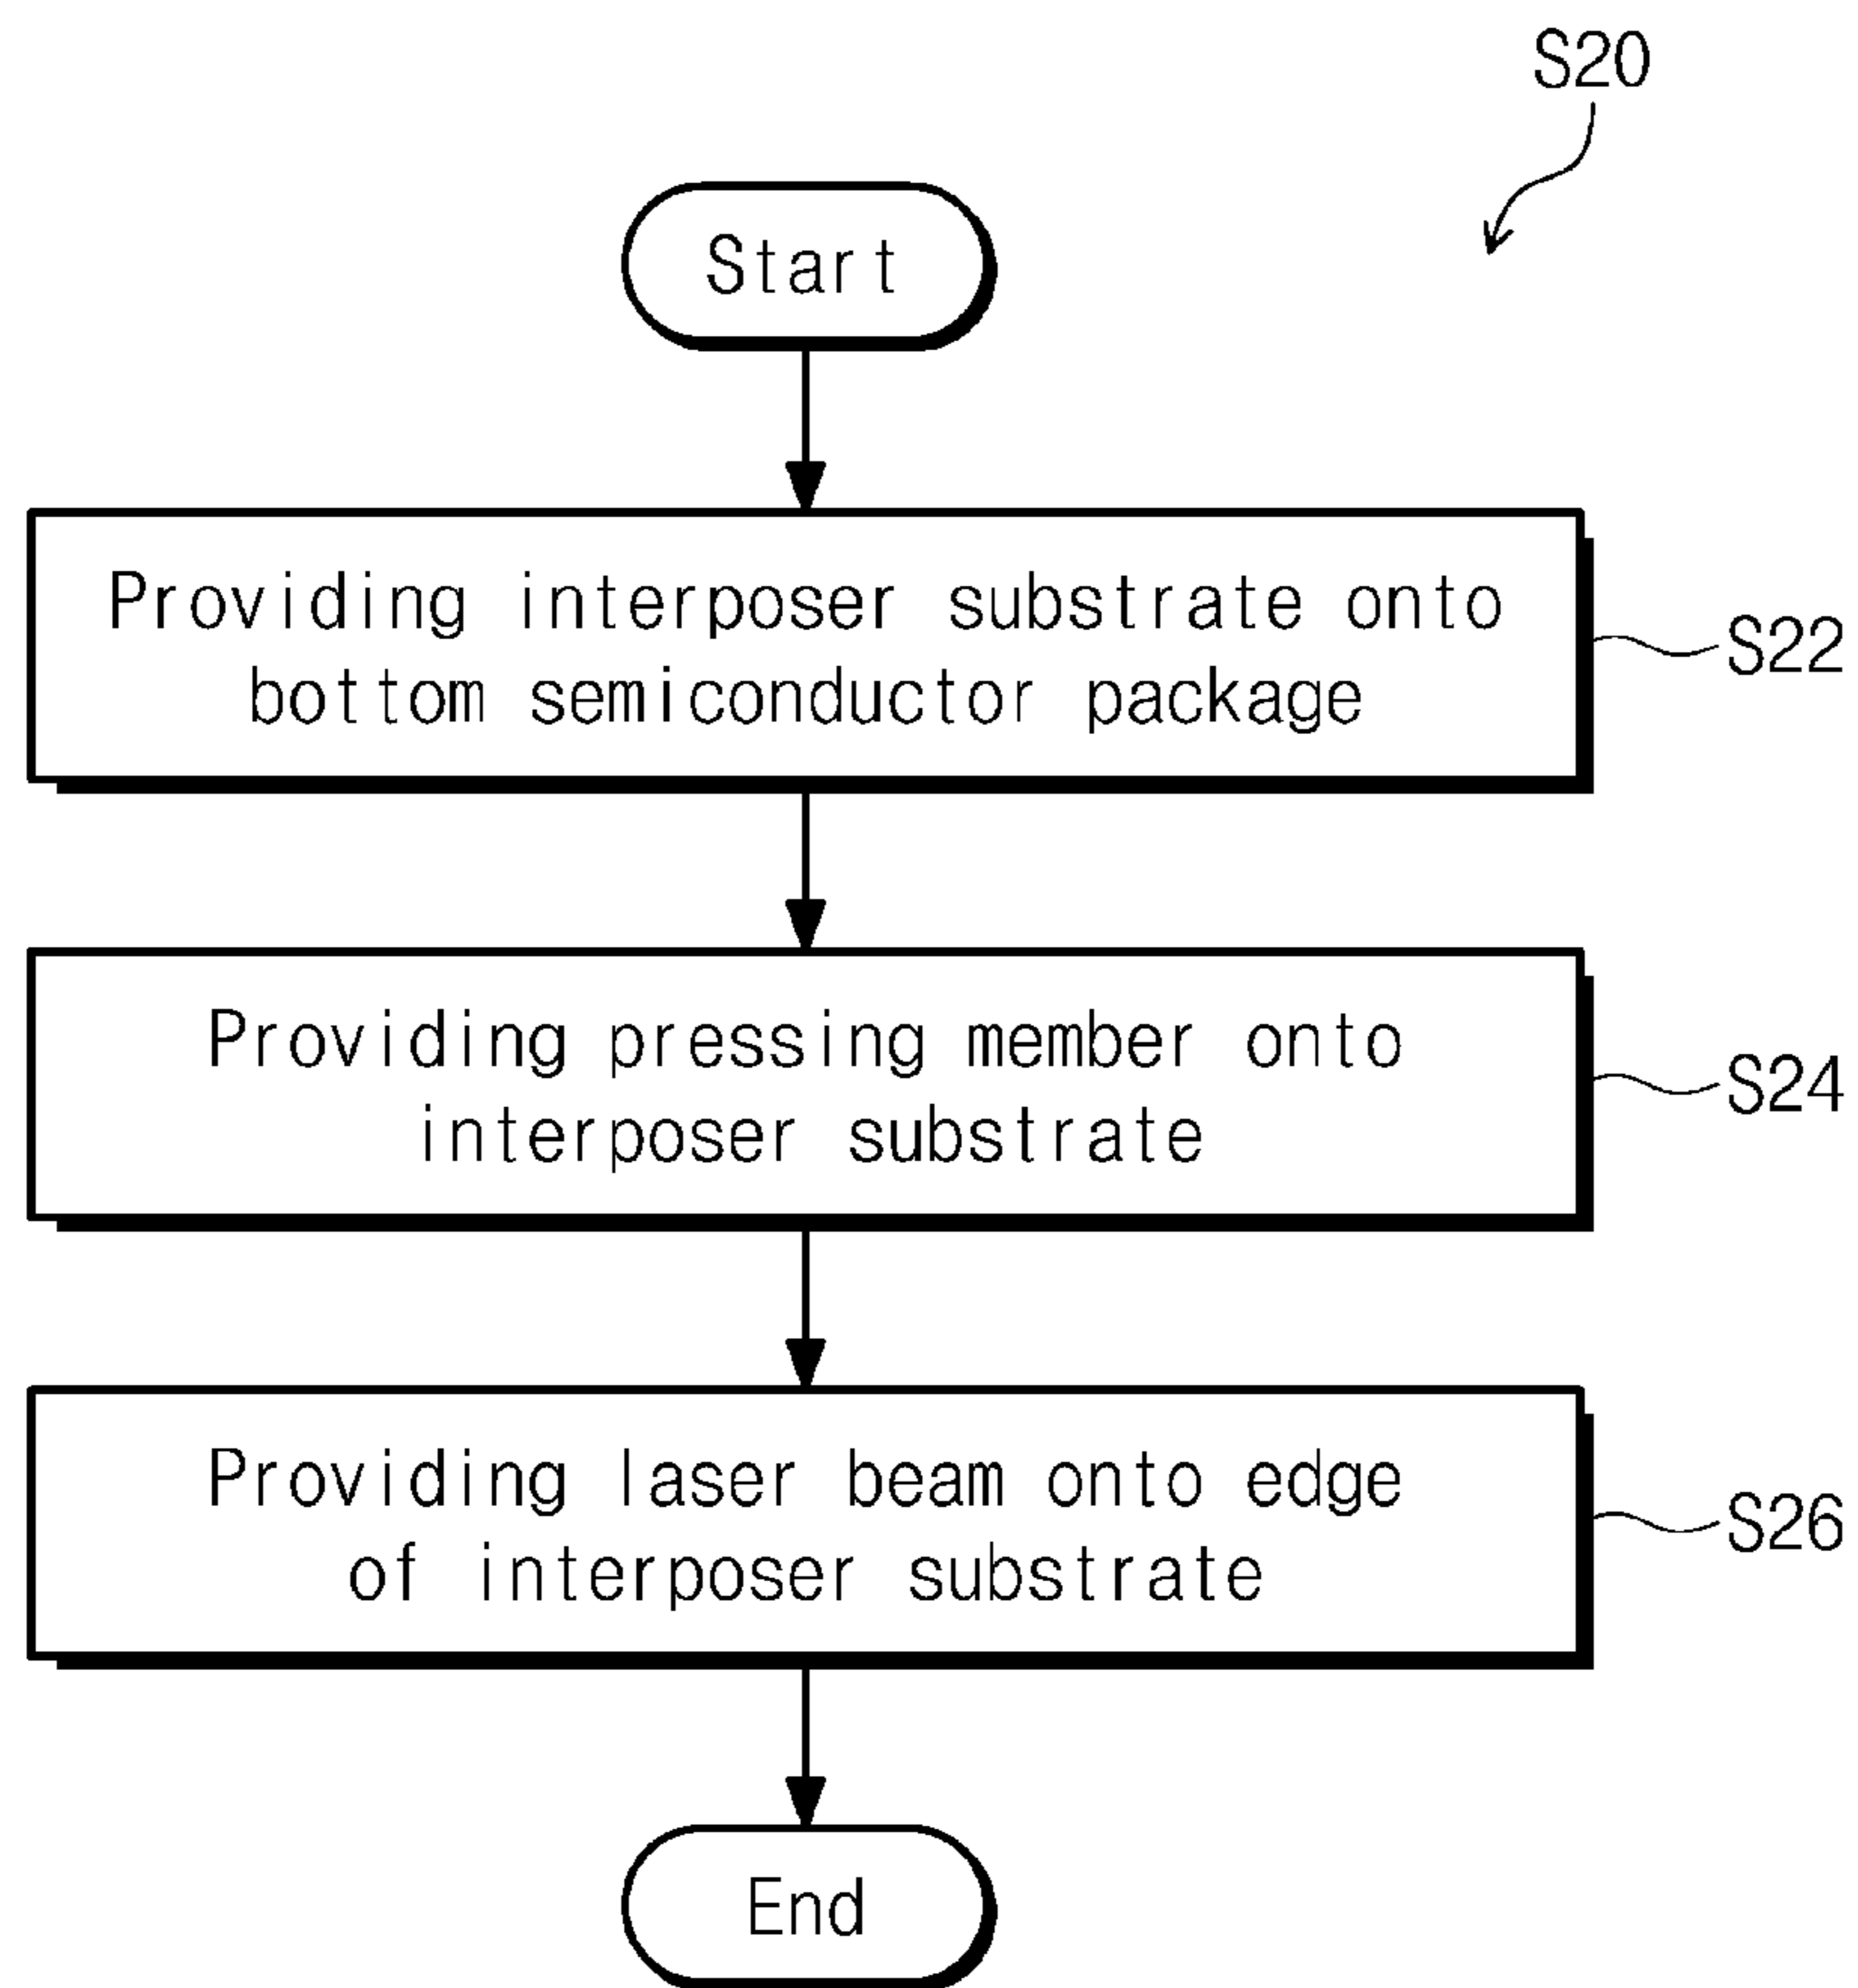 S20
Start
Providing interposer substrate onto
bottom semiconductor package
S22
Providing pressing member onto
interposer substrate
S24
Providing laser beam onto edge
of interposer substrate
S26
End